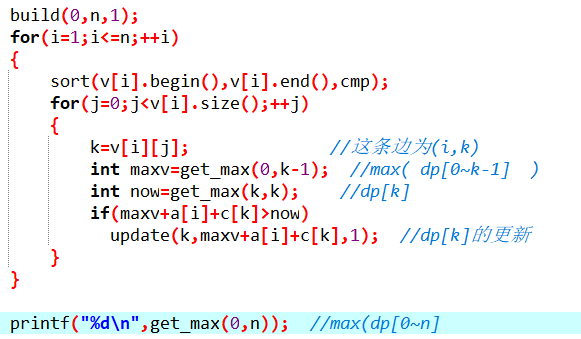 build(0,n,1);
for(i=1;i<=n;++i)
{
sort(v[i].begin(),v[i].end(),cmp);
for(j=0;j<v[i].size();++j)
{
k=v[i][j]; //这条边为(i,k)
int maxv=get_max(0,k-1); //max( dp[0~k-1] )
int now=get_max(k,k); //dp[k]
if(maxv+a[i]+c[k]>now)
update(k,maxv+a[i]+c[k],1); //dp[k]的更新
}
}
printf("%d\n",get_max(0,n)); //max(dp[0~n]